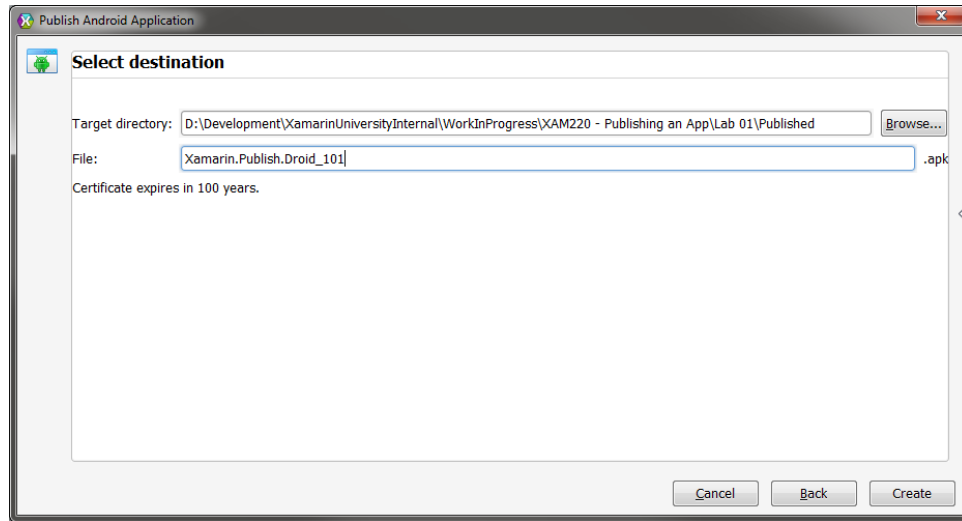 Publish Android Application
Select destination
Target directory: D:\Development\XamarinUniversityInternal\WorkInProgress\XAM220 - Publishing an App\Lab 01\Published Browse...
File: Xamarin.Publish.Droid_101 .apk
Certificate expires in 100 years.
Cancel Back Create